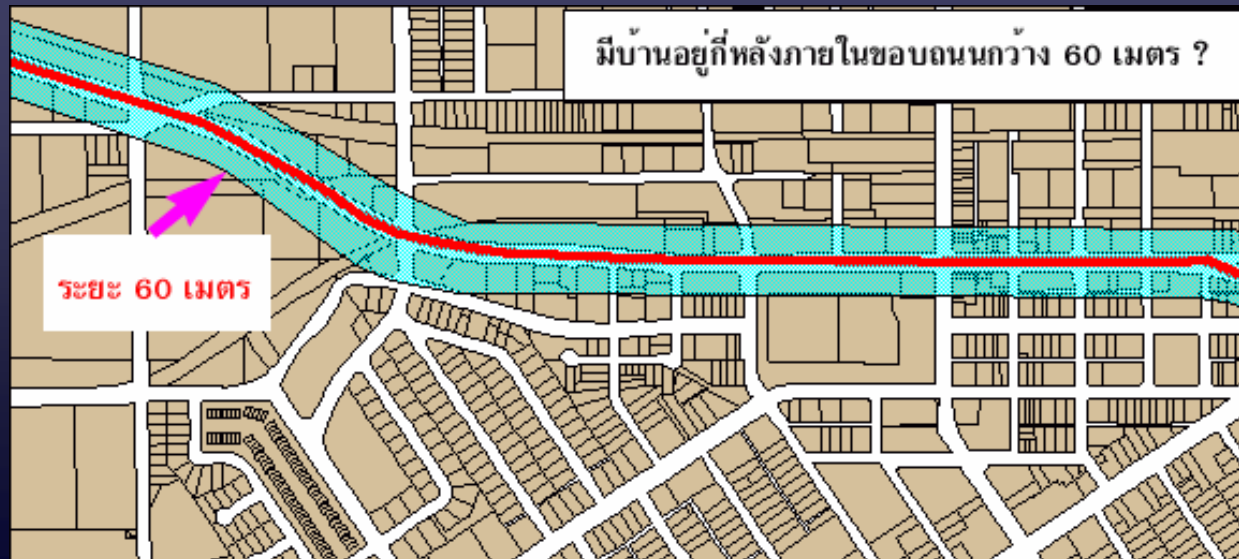 มีบ้านอยู่กี่หลังภายในขอบถนนกว้าง 60 เมตร ?
ระยะ 60 เมตร